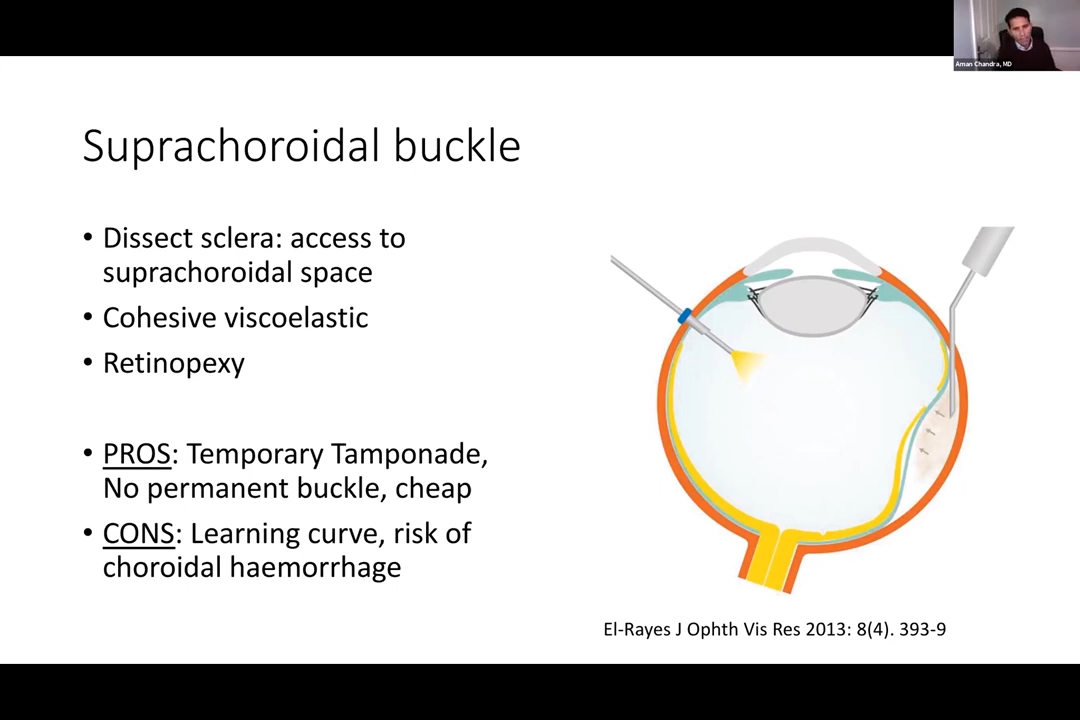 Aman Chandra, MD
Suprachoroidal buckle
• Dissect sclera: access to
suprachoroidal space
• Cohesive viscoelastic
• Retinopexy
• PROS: Temporary Tamponade,
No permanent buckle, cheap
• CONS: Learning curve, risk of
choroidal haemorrhage
El-Rayes J Ophth Vis Res 2013: 8(4). 393-9